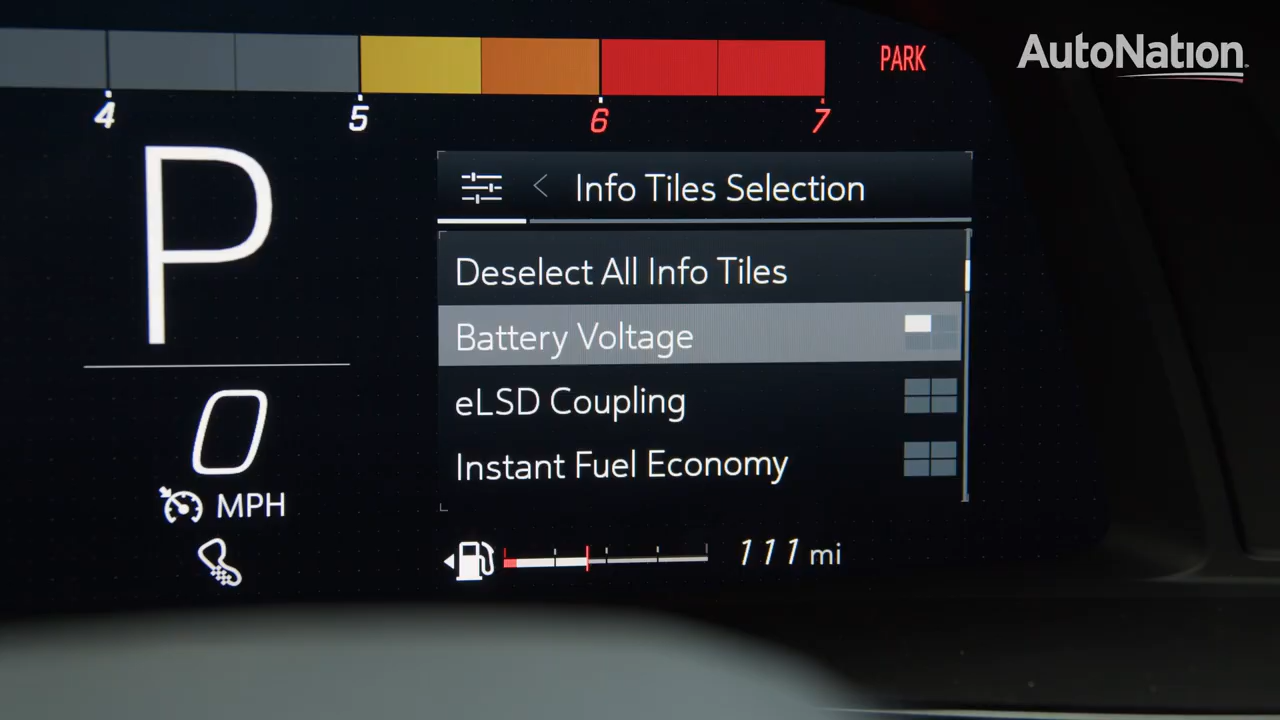 PARK
AutoNation
4 5 6 7
P
Info Tiles Selection
Deselect All Info Tiles
Battery Voltage
eLSD Coupling
Instant Fuel Economy
0
MPH
111 mi